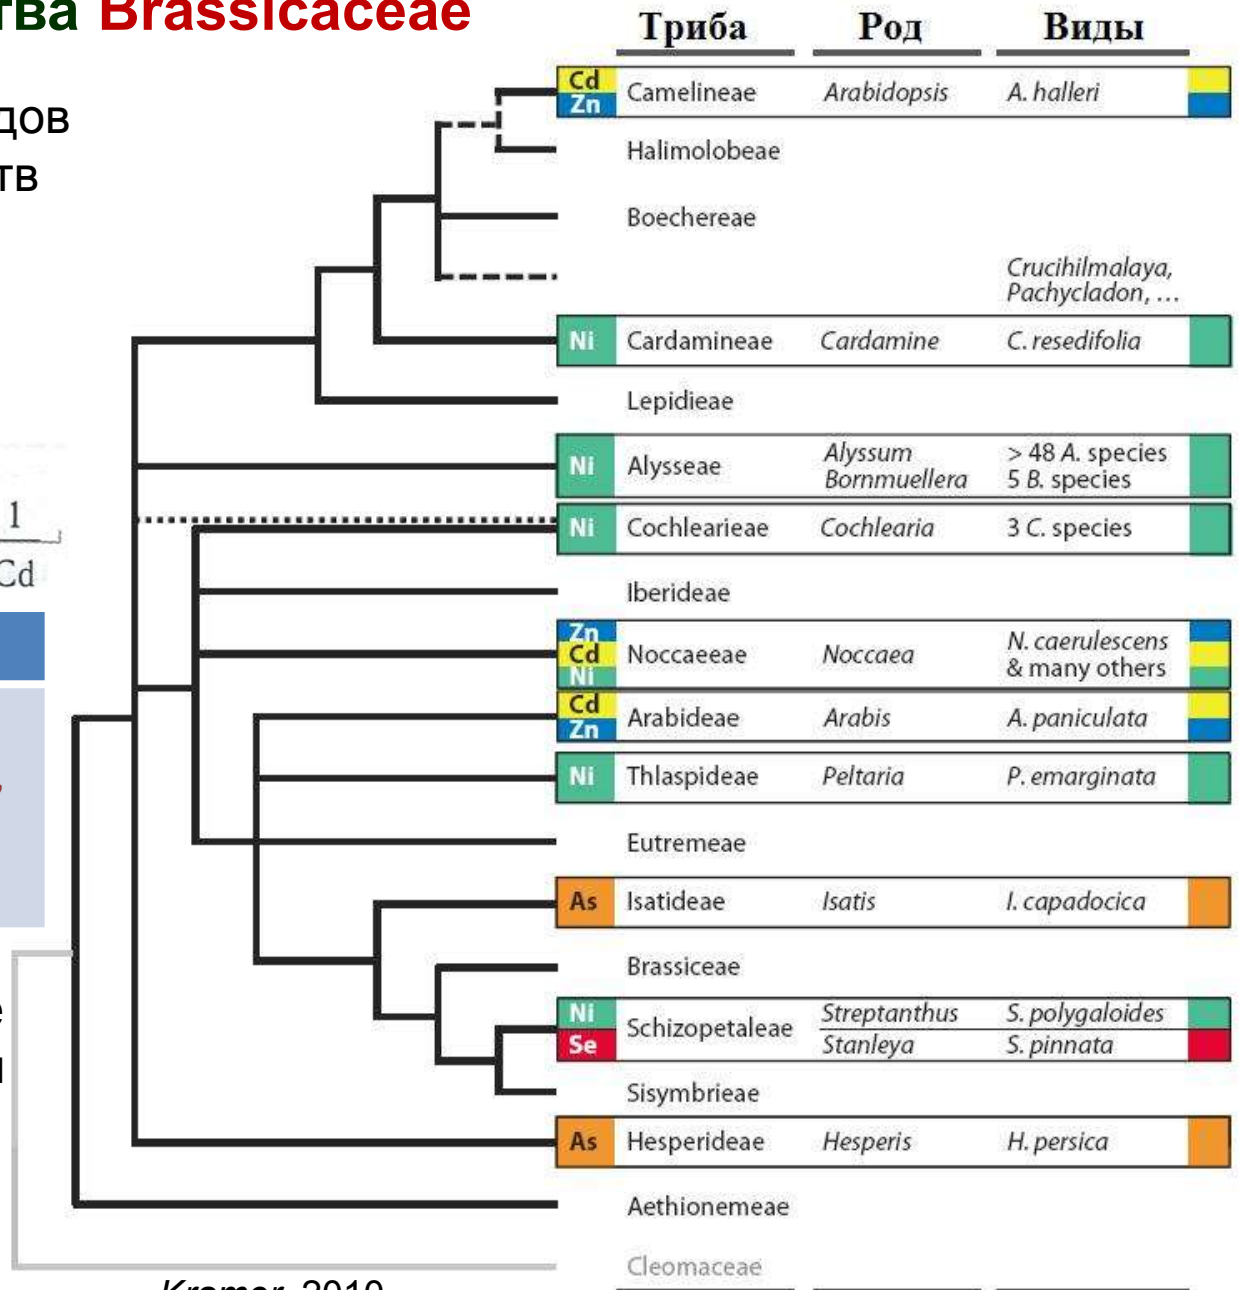 тва Brassicaceae
дов
тв
1
Cd
Триба Род Виды
Cd
Zn
Camelineae Arabidopsis A. halleri
Halimolobeae
Boechereae
Crucihilmalaya,
Pachycladon, ...
Ni Cardamineae Cardamine C. resedifolia
Lepidieae
Ni Alysseae Alyssum > 48 A. species
Bornmuellera 5 B. species
Ni Cochlearieae Cochlearia 3 C. species
Iberideae
Zn
Cd
Ni
Noccaeeae Noccaea N. caerulescens
& many others
Cd
Zn
Arabideae Arabis A. paniculata
Ni Thlaspideae Peltaria P. emarginata
Eutremeae
As Isatideae Isatis I. capadocica
Brassiceae
Ni Schizopetaleae Streptanthus S. polygaloides
Se Stanleya S. pinnata
Sisymbrieae
As Hesperideae Hesperis H. persica
Aethionemeae
Cleomaceae
Kramer, 2010